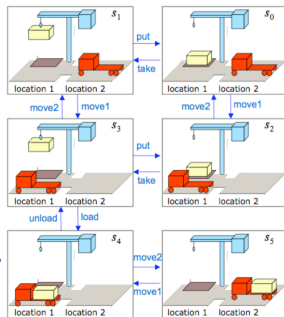 s1
put
s0
take
location 1 location 2
location 1 location 2
move2
move1
move2
move1
s3
put
s2
take
location 1 location 2
location 1 location 2
unload
load
s4
move2
s5
move1
location 1 location 2
location 1 location 2